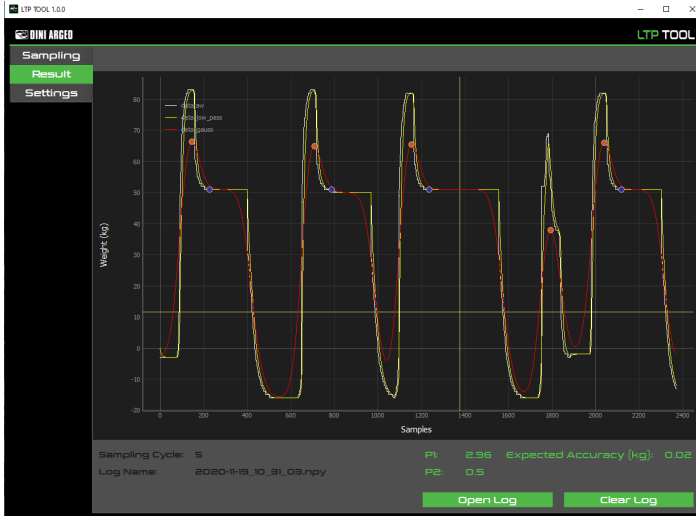 LTP TOOL 1.0.0
DINI ARGEO
LTP TOOL
Sampling
Result
Settings
data_raw
data_low_pass
data_gauss
Weight (kg)
80
70
60
50
40
30
20
10
0
-10
-20
0 200 400 600 800 1000 1200 1400 1600 1800 2000 2200 2400
Samples
Sampling Cycle: 5 P1: 2.96 Expected Accuracy (kg): 0.02
Log Name: 2020-11-19_10_31_03.npy P2: 0.5
Open Log Clear Log